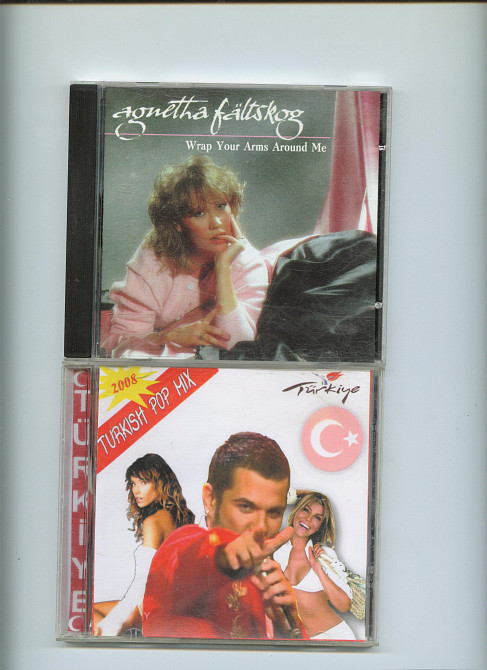 agnetha fältskog
Wrap Your Arms Around Me
2008
TURKISH POP MIX
Türkiye
TÜRKİYE